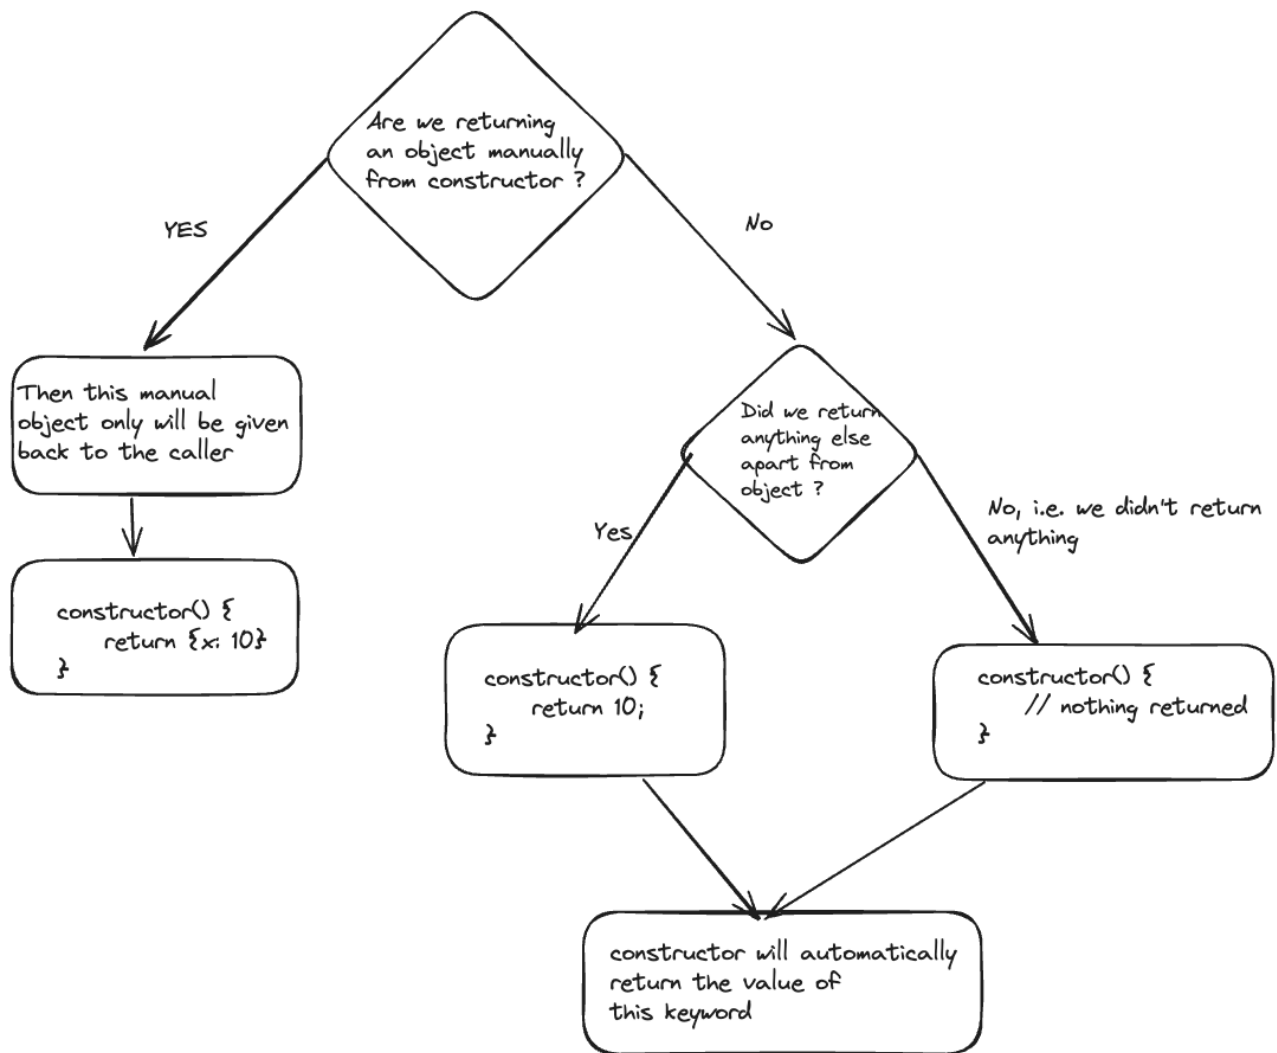 Are we returning
an object manually
from constructor ?
YES
No
Then this manual
object only will be given
back to the caller
Did we return
anything else
apart from
object ?
Yes
No, i.e. we didn't return
anything
constructor() {
return {x: 10}
}
constructor() {
return 10;
}
constructor() {
// nothing returned
}
constructor will automatically
return the value of
this keyword